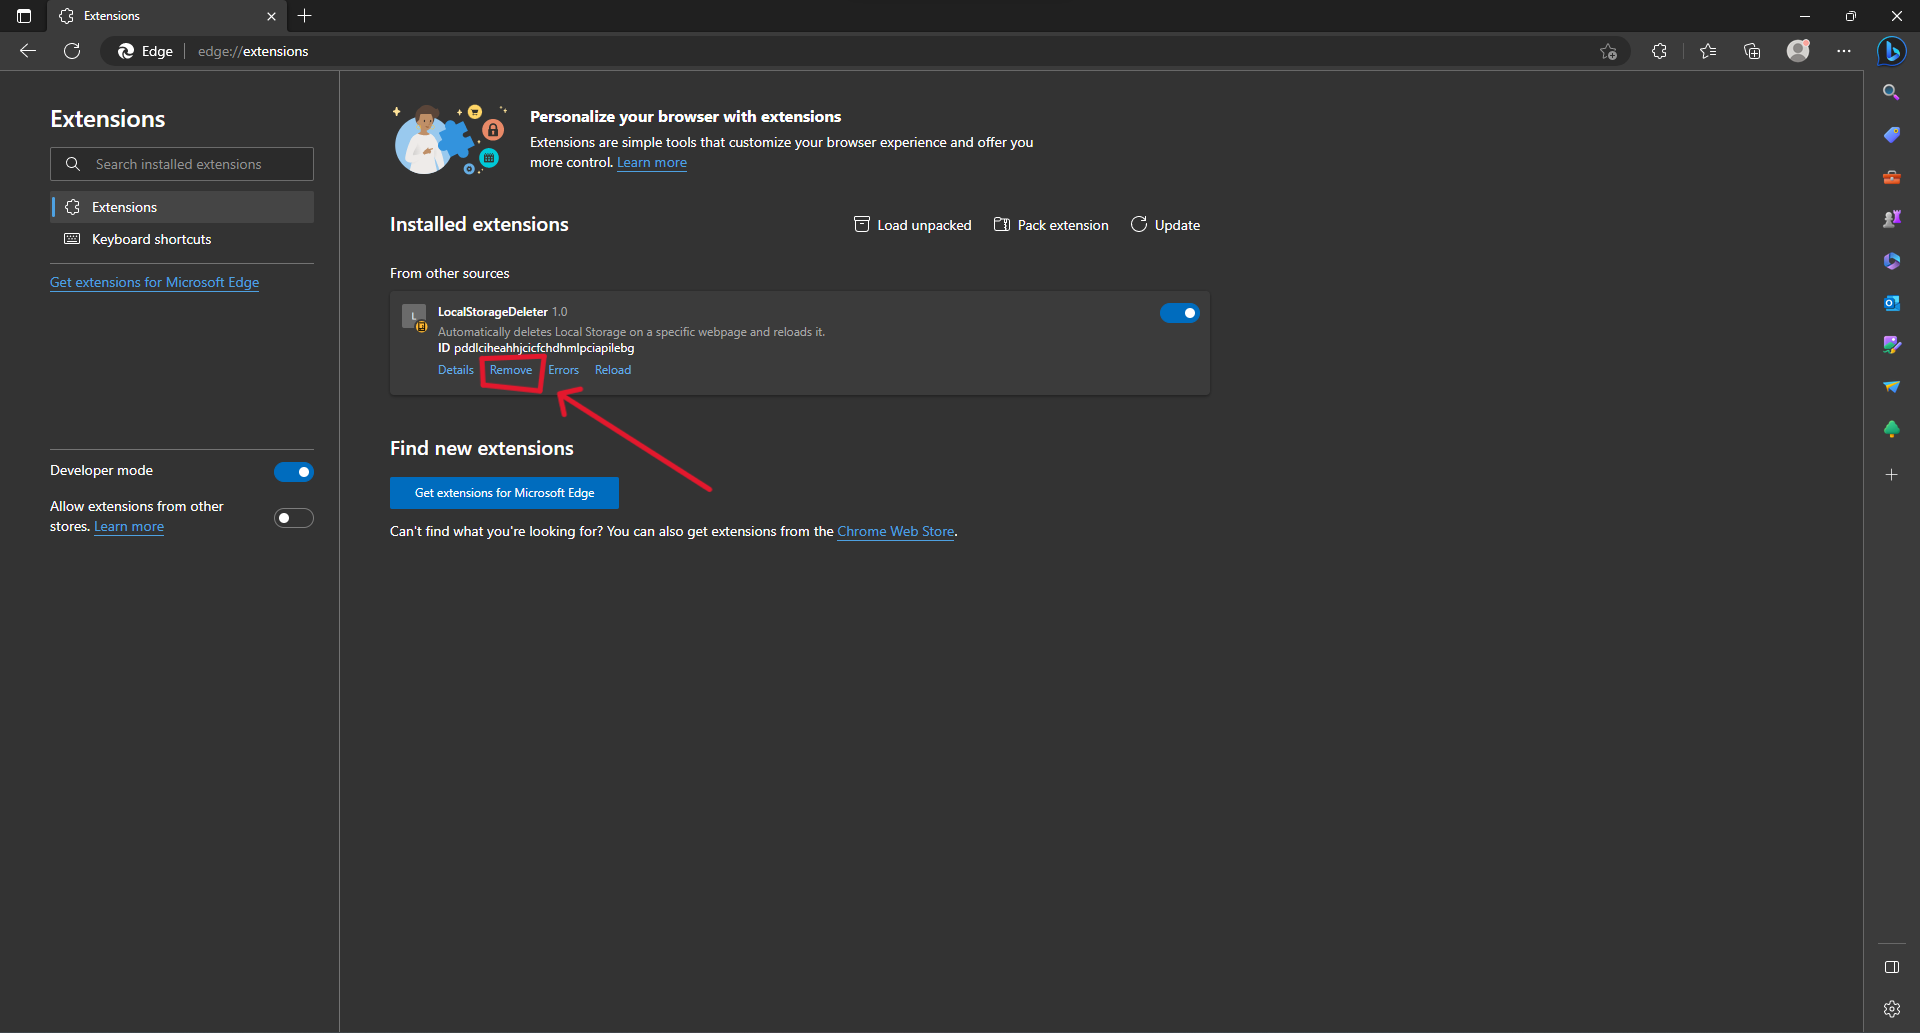 Extensions
Edge
edge://extensions
Extensions
Search installed extensions
Extensions
Keyboard shortcuts
Get extensions for Microsoft Edge
Developer mode
Allow extensions from other
stores. Learn more
Personalize your browser with extensions
Extensions are simple tools that customize your browser experience and offer you
more control. Learn more
Installed extensions
Load unpacked
Pack extension
Update
From other sources
L
LocalStorageDeleter 1.0
Automatically deletes Local Storage on a specific webpage and reloads it.
ID pddlciheahhjcicfchdhmlpciapilebg
Details Remove Errors Reload
Find new extensions
Get extensions for Microsoft Edge
Can't find what you're looking for? You can also get extensions from the Chrome Web Store.